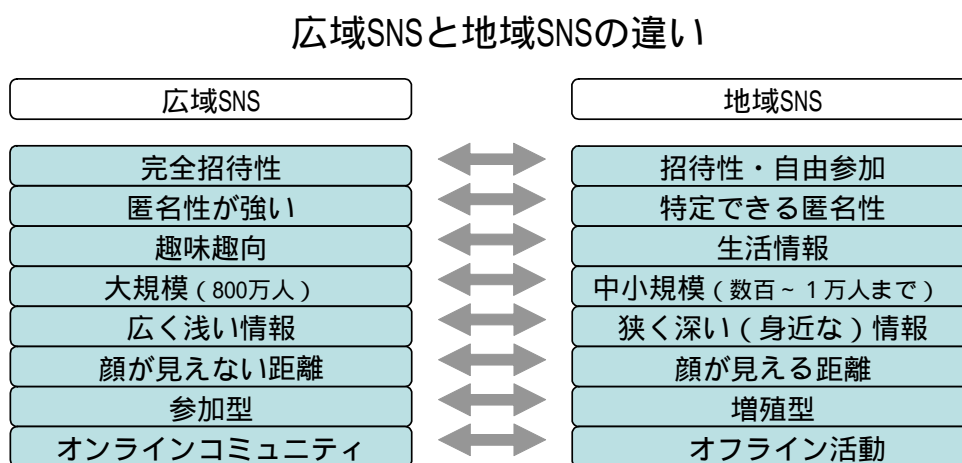 広域SNSと地域SNSの違い
広域SNS
地域SNS
完全招待性
招待性・自由参加
匿名性が強い
特定できる匿名性
趣味趣向
生活情報
大規模(800万人)
中小規模(数百~1万人まで)
広く浅い情報
狭く深い(身近な)情報
顔が見えない距離
顔が見える距離
参加型
増殖型
オンラインコミュニティ
オフライン活動